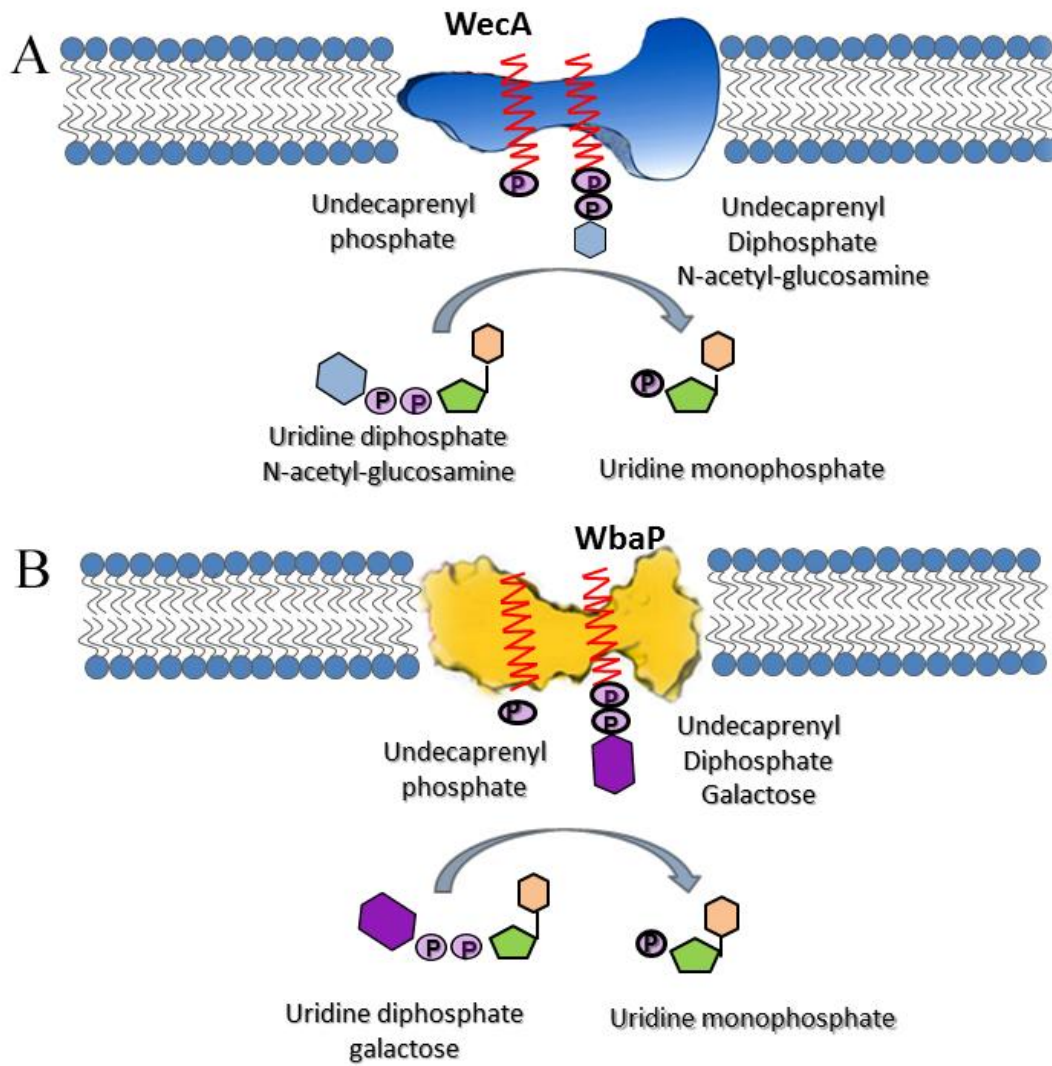 A
WecA
P
P
P
Undecaprenyl
phosphate
Undecaprenyl
Diphosphate
N-acetyl-glucosamine
P P
P
Uridine diphosphate
N-acetyl-glucosamine
Uridine monophosphate
B
WbaP
P
P
P
Undecaprenyl
phosphate
Undecaprenyl
Diphosphate
Galactose
P P
P
Uridine diphosphate
galactose
Uridine monophosphate